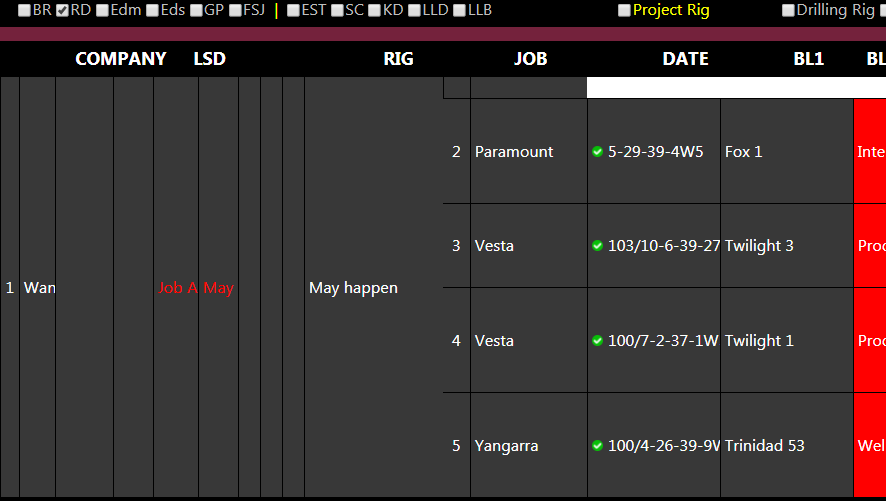 BR RD Edm Eds GP FSJ | EST SC KD LLD LLB Project Rig Drilling Rig
COMPANY LSD RIG JOB DATE BL1 BL
2 Paramount 5-29-39-4W5 Fox 1 Inte
3 Vesta 103/10-6-39-27 Twilight 3 Proc
1 Wan Job A May May happen
4 Vesta 100/7-2-37-1W Twilight 1 Proc
5 Yangarra 100/4-26-39-9W Trinidad 53 Wel